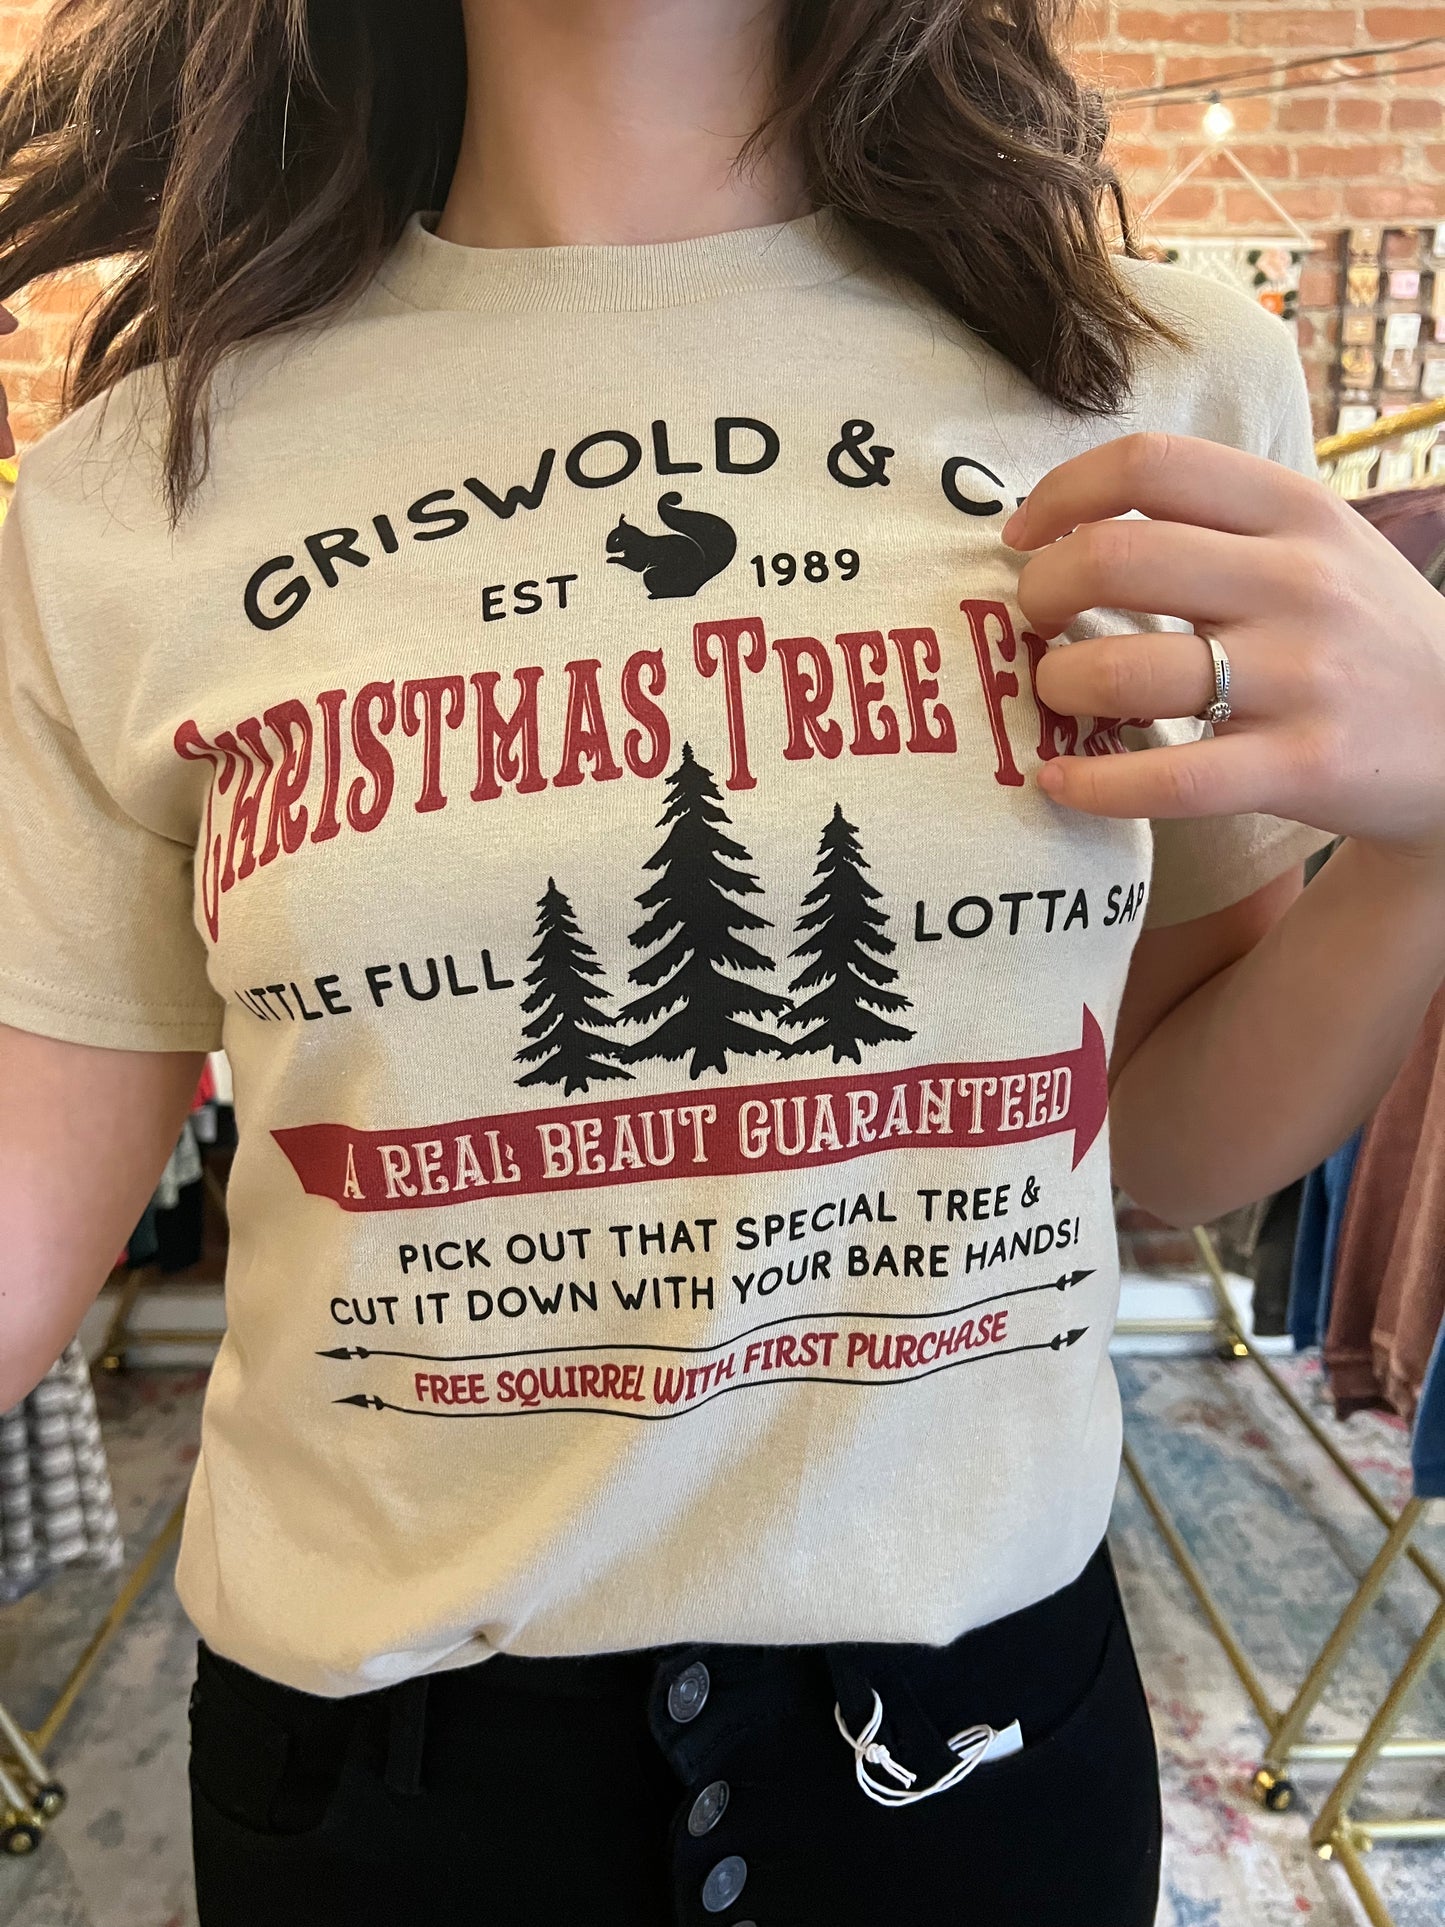 GRISWOLD &
EST 1989
CHRISTMAS TREE
LITTLE FULL LOTTA SAP
A REAL BEAUT GUARANTEED
PICK OUT THAT SPECIAL TREE &
CUT IT DOWN WITH YOUR BARE HANDS!
FREE SQUIRREL WITH FIRST PURCHASE